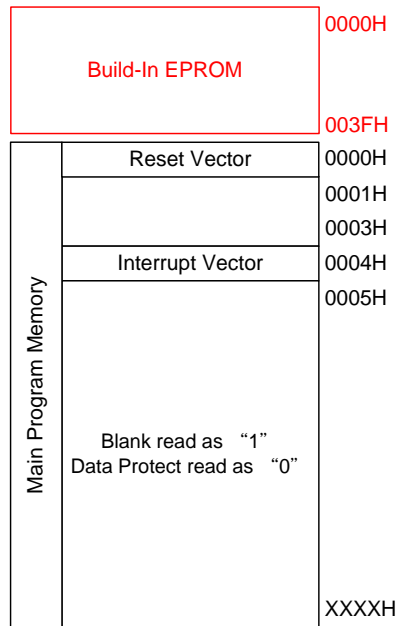 0000H
Build-In EPROM
003FH
Reset Vector
0000H
0001H
0003H
Interrupt Vector
0004H
0005H
Main Program Memory
Blank read as “1”
Data Protect read as “0”
XXXXH